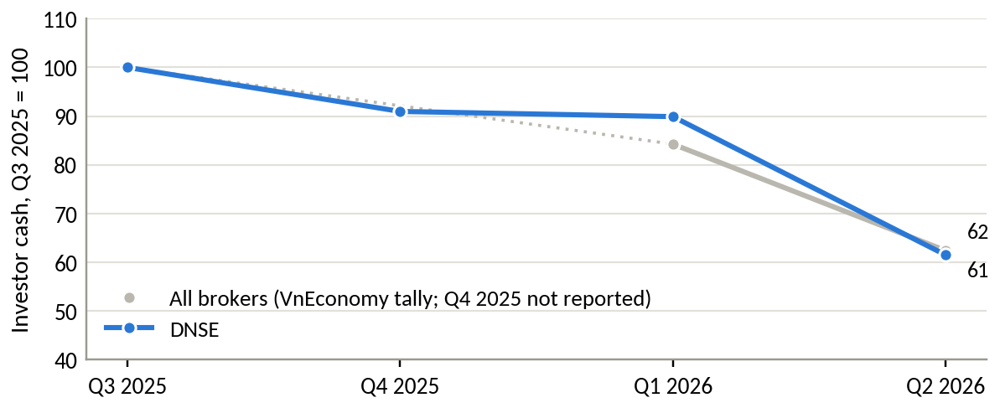 Investor cash, Q3 2025 = 100
110
100
90
80
70
60
50
40
62
61
All brokers (VnEconomy tally; Q4 2025 not reported)
DNSE
Q3 2025
Q4 2025
Q1 2026
Q2 2026